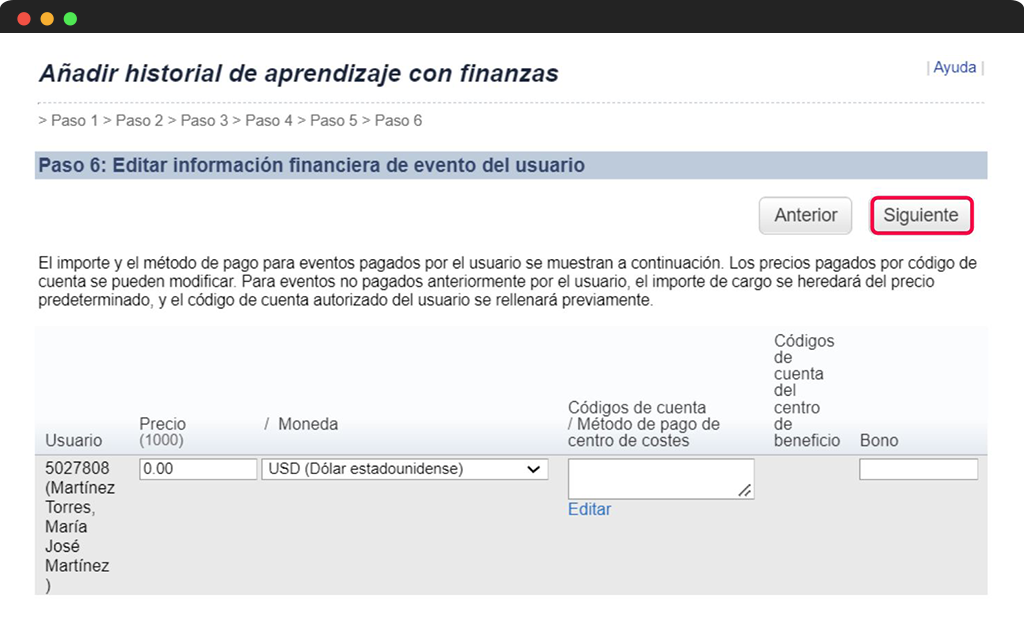 Añadir historial de aprendizaje con finanzas
| Ayuda |
> Paso 1 > Paso 2 > Paso 3 > Paso 4 > Paso 5 > Paso 6
Paso 6: Editar información financiera de evento del usuario
Anterior
Siguiente
El importe y el método de pago para eventos pagados por el usuario se muestran a continuación. Los precios pagados por código de
cuenta se pueden modificar. Para eventos no pagados anteriormente por el usuario, el importe de cargo se heredará del precio
predeterminado, y el código de cuenta autorizado del usuario se rellenará previamente.
Usuario
Precio
(1000)
/ Moneda
Códigos de cuenta
/ Método de pago de
centro de costes
Códigos
de
cuenta
del
centro
de
beneficio
Bono
5027808
(Martínez
Torres,
María
José
Martínez
)
0.00
USD (Dólar estadounidense)
Editar